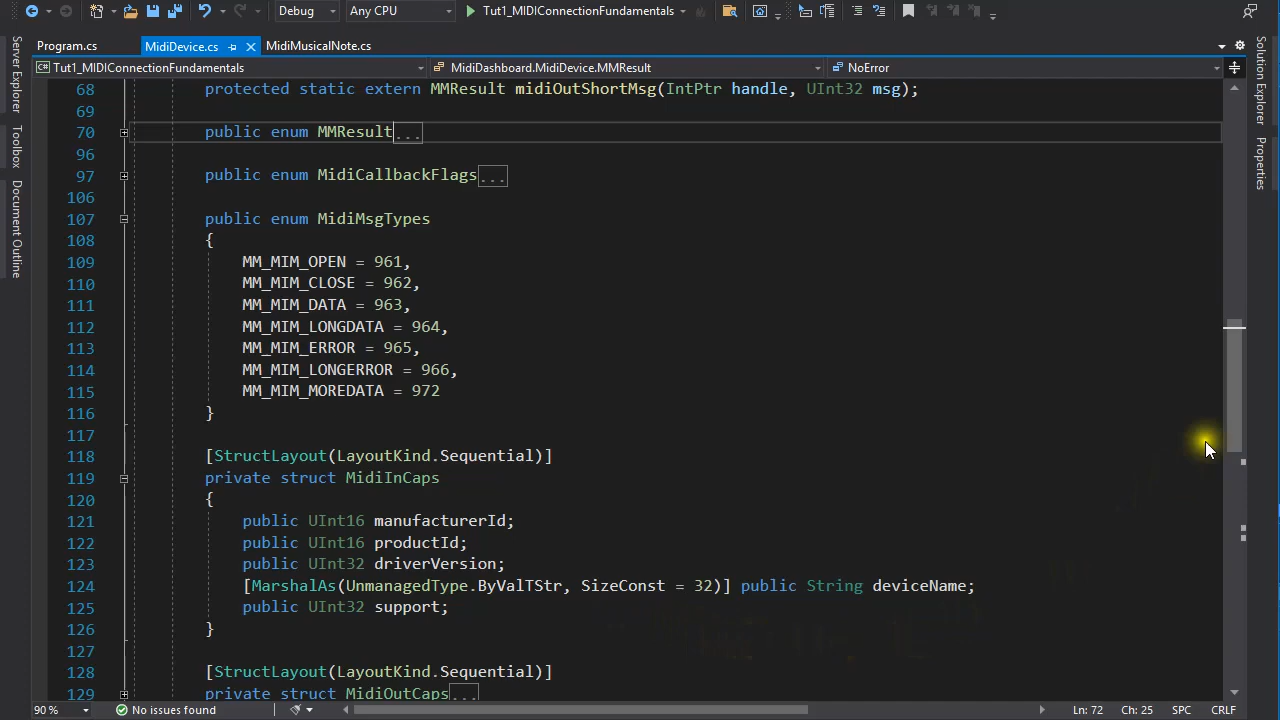 Debug Any CPU Tut1_MIDIConnectionFundamentals
Program.cs MidiDevice.cs MidiMusicalNote.cs
Tut1_MIDIConnectionFundamentals MidiDashboard.MidiDevice.MMResult NoError
Server Explorer
Toolbox
Document Outline
Solution Explorer
Properties
68 protected static extern MMResult midiOutShortMsg(IntPtr handle, UInt32 msg);
69
70 public enum MMResult...
96
97 public enum MidiCallbackFlags...
106
107 public enum MidiMsgTypes
108 {
109 MM_MIM_OPEN = 961,
110 MM_MIM_CLOSE = 962,
111 MM_MIM_DATA = 963,
112 MM_MIM_LONGDATA = 964,
113 MM_MIM_ERROR = 965,
114 MM_MIM_LONGERROR = 966,
115 MM_MIM_MOREDATA = 972
116 }
117
118 [StructLayout(LayoutKind.Sequential)]
119 private struct MidiInCaps
120 {
121 public UInt16 manufacturerId;
122 public UInt16 productId;
123 public UInt32 driverVersion;
124 [MarshalAs(UnmanagedType.ByValTStr, SizeConst = 32)] public String deviceName;
125 public UInt32 support;
126 }
127
128 [StructLayout(LayoutKind.Sequential)]
129 private struct MidiOutCaps...
90 % No issues found Ln: 72 Ch: 25 SPC CRLF